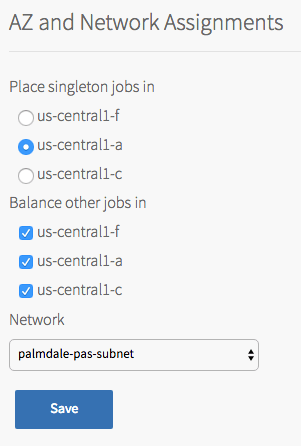 AZ and Network Assignments
Place singleton jobs in
us-central1-f
us-central1-a
us-central1-c
Balance other jobs in
us-central1-f
us-central1-a
us-central1-c
Network
palmdale-pas-subnet
Save